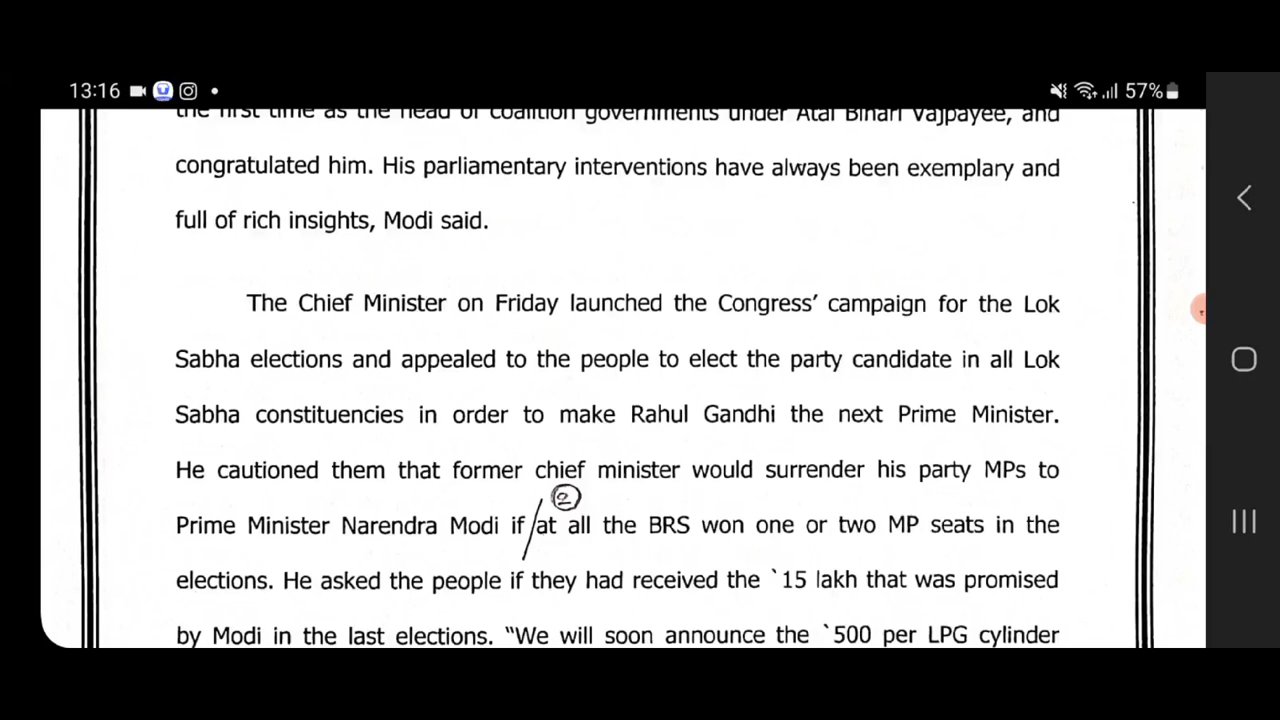 13:16
57%
the first time as the head of coalition governments under Atal Bihari Vajpayee, and
congratulated him. His parliamentary interventions have always been exemplary and
full of rich insights, Modi said.
The Chief Minister on Friday launched the Congress’ campaign for the Lok
Sabha elections and appealed to the people to elect the party candidate in all Lok
Sabha constituencies in order to make Rahul Gandhi the next Prime Minister.
He cautioned them that former chief minister would surrender his party MPs to
2
Prime Minister Narendra Modi if / at all the BRS won one or two MP seats in the
elections. He asked the people if they had received the `15 lakh that was promised
by Modi in the last elections. “We will soon announce the `500 per LPG cylinder